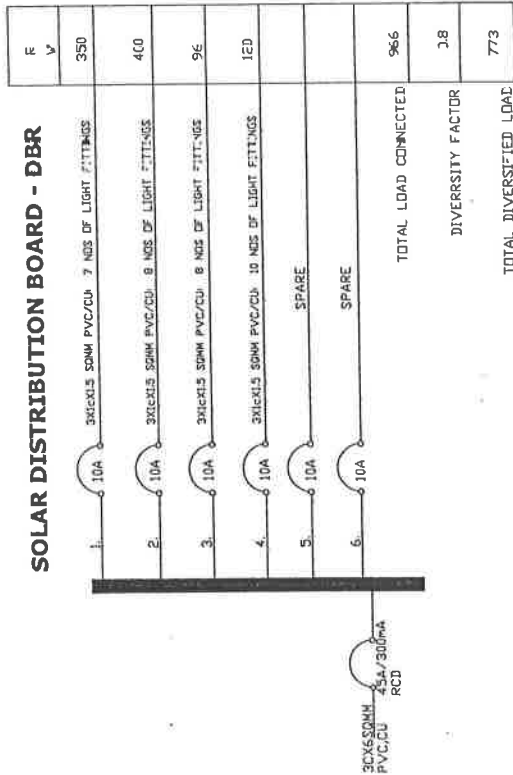 SOLAR DISTRIBUTION BOARD - DBR
R
W
1. 10A 3X1cX1.5 SQMM PVC/CU 7 NOS OF LIGHT FITTINGS 350
2. 10A 3X1cX1.5 SQMM PVC/CU 8 NOS OF LIGHT FITTINGS 400
3. 10A 3X1cX1.5 SQMM PVC/CU 8 NOS OF LIGHT FITTINGS 96
4. 10A 3X1cX1.5 SQMM PVC/CU 10 NOS OF LIGHT FITTINGS 120
5. 10A SPARE
6. 10A SPARE
3CX6SQMM
PVC,CU
45A/300mA
RCD
TOTAL LOAD CONNECTED 966
DIVERRSITY FACTOR 0.8
TOTAL DIVERSIFIED LOAD 773